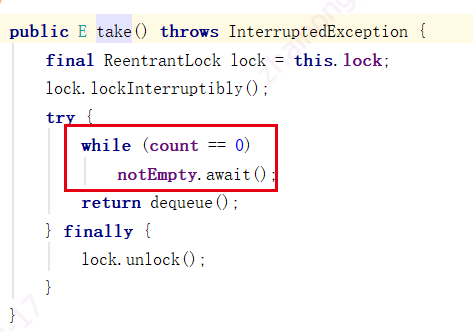 public E take() throws InterruptedException {
    final ReentrantLock lock = this.lock;
    lock.lockInterruptibly();
    try {
        while (count == 0)
            notEmpty.await();
        return dequeue();
    } finally {
        lock.unlock();
    }
}